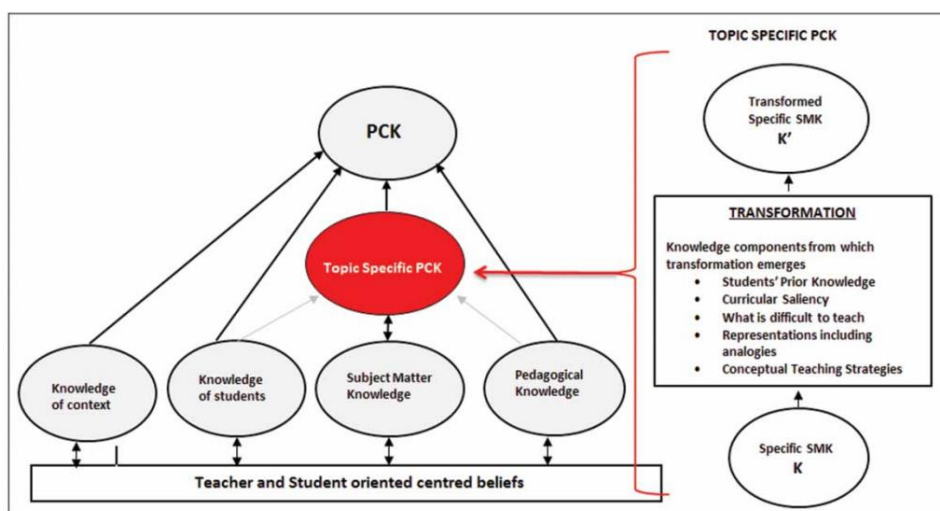 TOPIC SPECIFIC PCK
PCK
Topic Specific PCK
Knowledge
of context
Knowledge
of students
Subject Matter
Knowledge
Pedagogical
Knowledge
Teacher and Student oriented centred beliefs
Transformed
Specific SMK
K'
TRANSFORMATION
Knowledge components from which
transformation emerges
• Students' Prior Knowledge
• Curricular Saliency
• What is difficult to teach
• Representations including
analogies
• Conceptual Teaching Strategies
Specific SMK
K